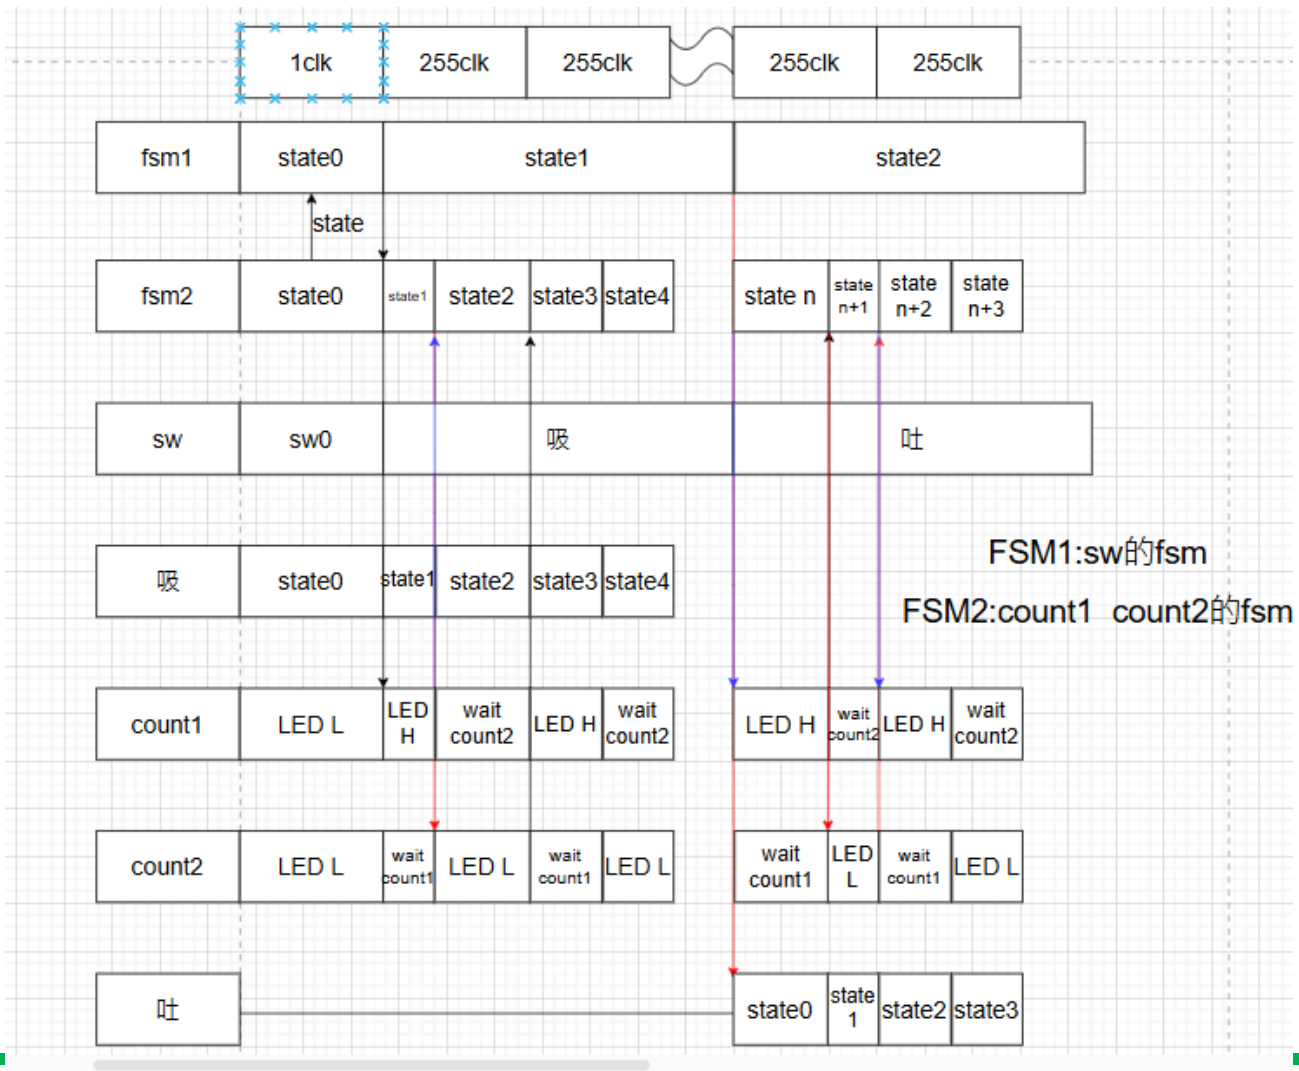 1clk 255clk 255clk 255clk 255clk
fsm1 state0 state1 state2
state
fsm2 state0 state1 state2 state3 state4 state n state n+1 state n+2 state n+3
sw sw0 吸 吐
FSM1:sw的fsm
吸 state0 state1 state2 state3 state4
FSM2:count1 count2的fsm
count1 LED L LED H wait count2 LED H wait count2 LED H wait count2 LED H wait count2
count2 LED L wait count1 LED L wait count1 LED L wait count1 LED L wait count1 LED L
吐 state0 state 1 state2 state3